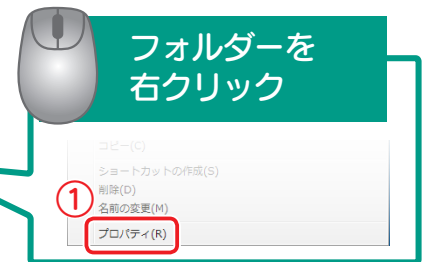 フォルダーを
右クリック
コピー(C)
ショートカットの作成(S)
削除(D)
①
名前の変更(M)
プロパティ(R)